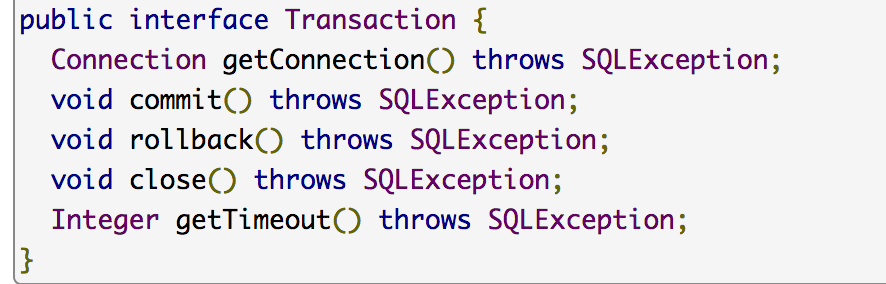 public interface Transaction {
  Connection getConnection() throws SQLException;
  void commit() throws SQLException;
  void rollback() throws SQLException;
  void close() throws SQLException;
  Integer getTimeout() throws SQLException;
}